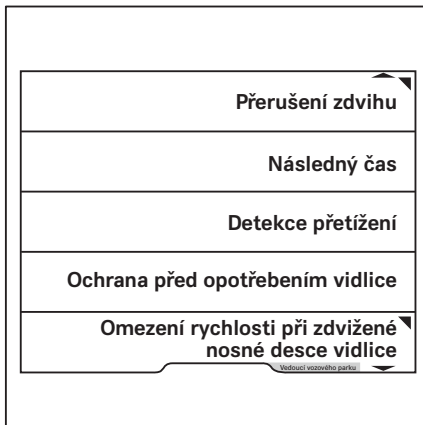 Přerušení zdvihu
Následný čas
Detekce přetížení
Ochrana před opotřebením vidlice
Omezení rychlosti při zdvižené
nosné desce vidlice
Vedoucí vozového parku